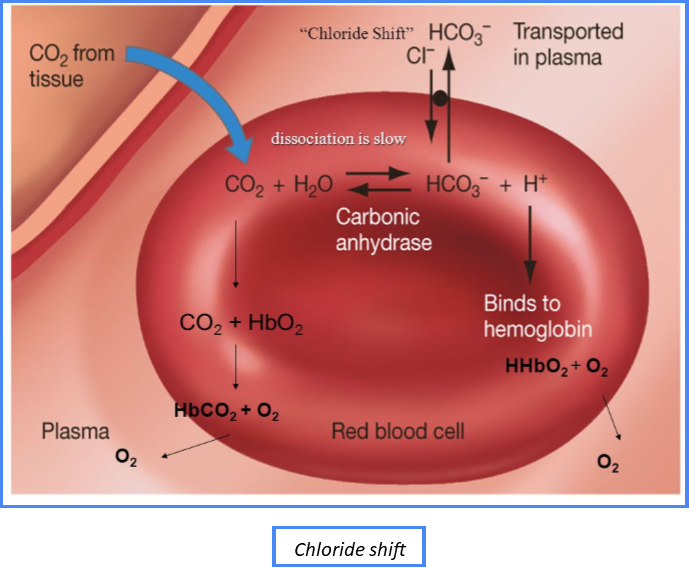 “Chloride Shift” HCO₃⁻ Transported
Cl⁻ in plasma
CO₂ from
tissue
dissociation is slow
CO₂ + H₂O ⇄ HCO₃⁻ + H⁺
Carbonic
anhydrase
Binds to
hemoglobin
CO₂ + HbO₂
HHbO₂ + O₂
HbCO₂ + O₂
Plasma
Red blood cell
O₂
O₂
Chloride shift